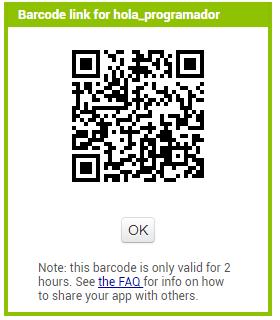 Barcode link for hola_programador
OK
Note: this barcode is only valid for 2
hours. See the FAQ for info on how
to share your app with others.